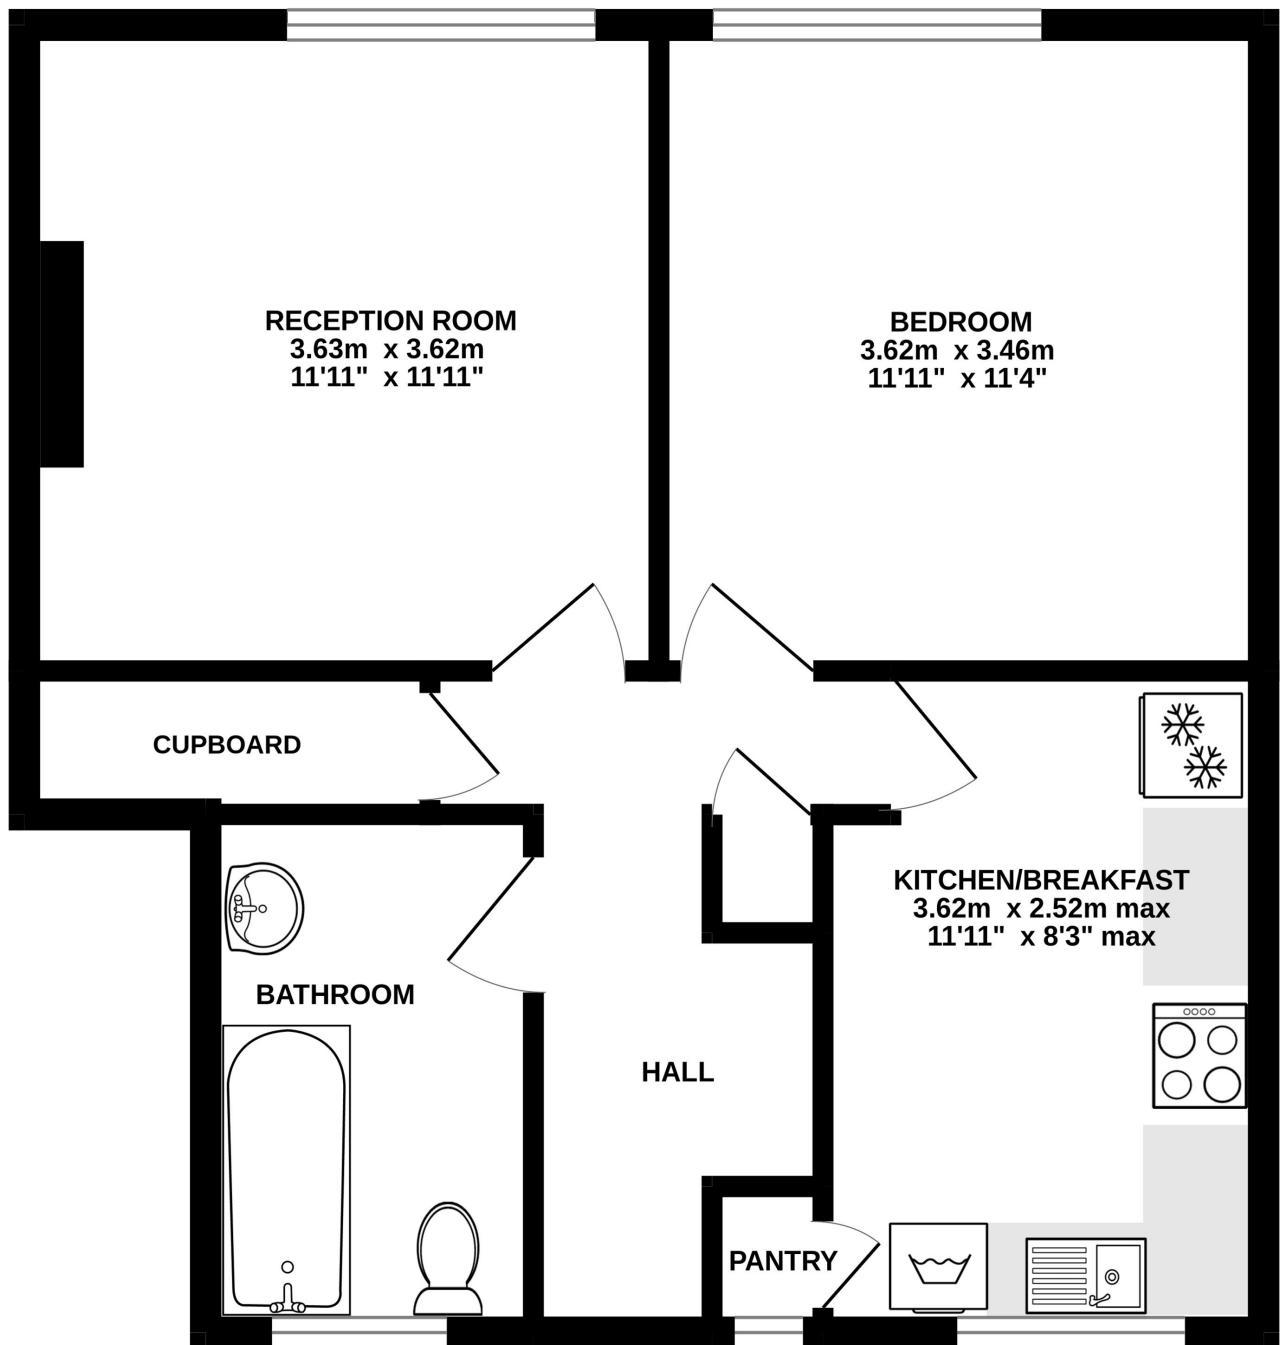 RECEPTION ROOM
3.63m x 3.62m
11'11" x 11'11"
BEDROOM
3.62m x 3.46m
11'11" x 11'4"
CUPBOARD
KITCHEN/BREAKFAST
3.62m x 2.52m max
11'11" x 8'3" max
BATHROOM
HALL
PANTRY